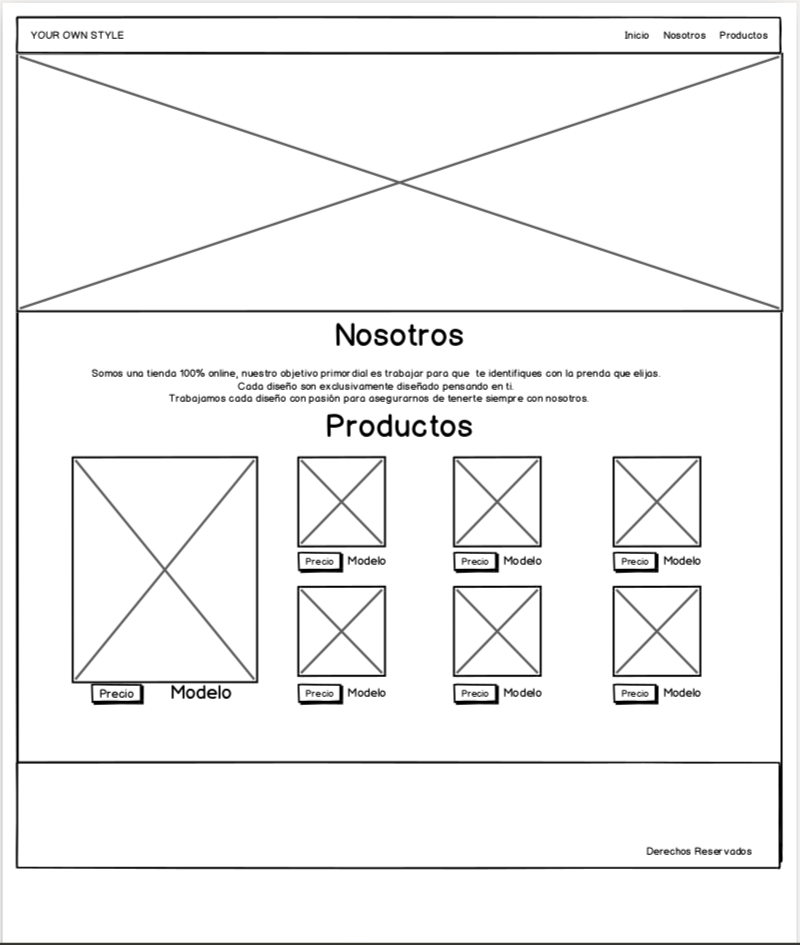 YOUR OWN STYLE
Inicio Nosotros Productos
Nosotros
Somos una tienda 100% online, nuestro objetivo primordial es trabajar para que te identifiques con la prenda que elijas.
Cada diseño son exclusivamente diseñado pensando en ti.
Trabajamos cada diseño con pasión para asegurarnos de tenerte siempre con nosotros.
Productos
Precio Modelo
Precio Modelo
Precio Modelo
Precio Modelo
Precio Modelo
Precio Modelo
Precio Modelo
Derechos Reservados